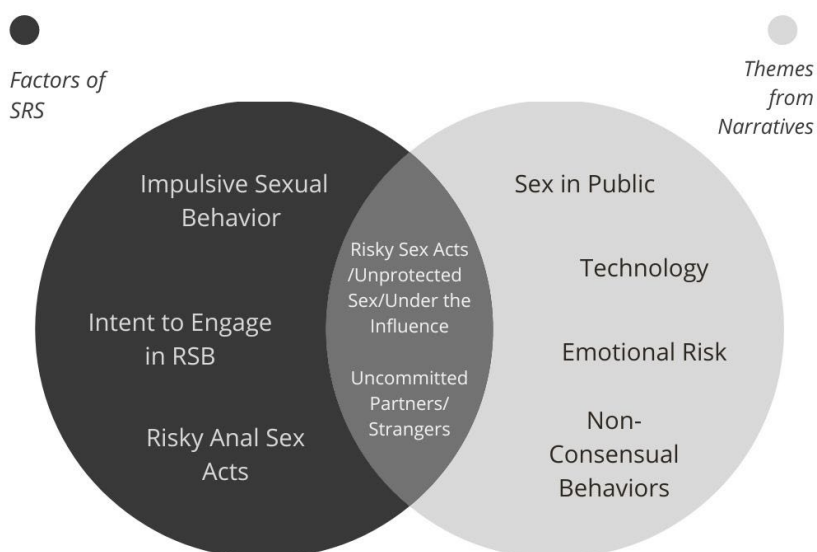 Factors of
SRS
Themes
from
Narratives
Impulsive Sexual
Behavior
Intent to Engage
in RSB
Risky Anal Sex
Acts
Risky Sex Acts
/Unprotected
Sex/Under the
Influence
Uncommitted
Partners/
Strangers
Sex in Public
Technology
Emotional Risk
Non-
Consensual
Behaviors